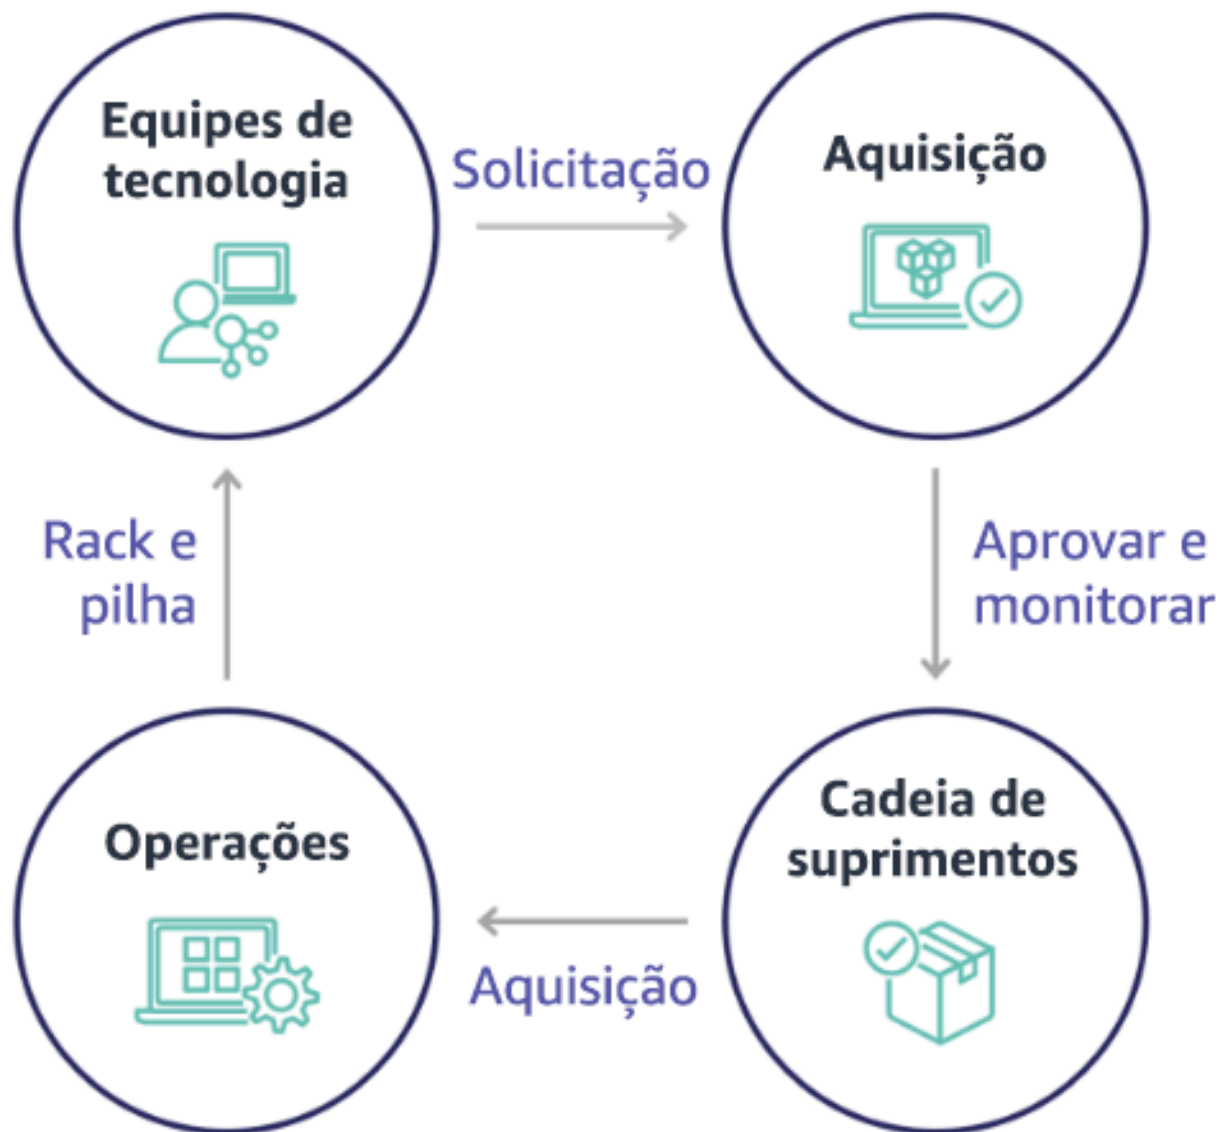 Equipes de
tecnologia
Solicitação
Aquisição
Rack e
pilha
Aprovar e
monitorar
Operações
Aquisição
Cadeia de
suprimentos